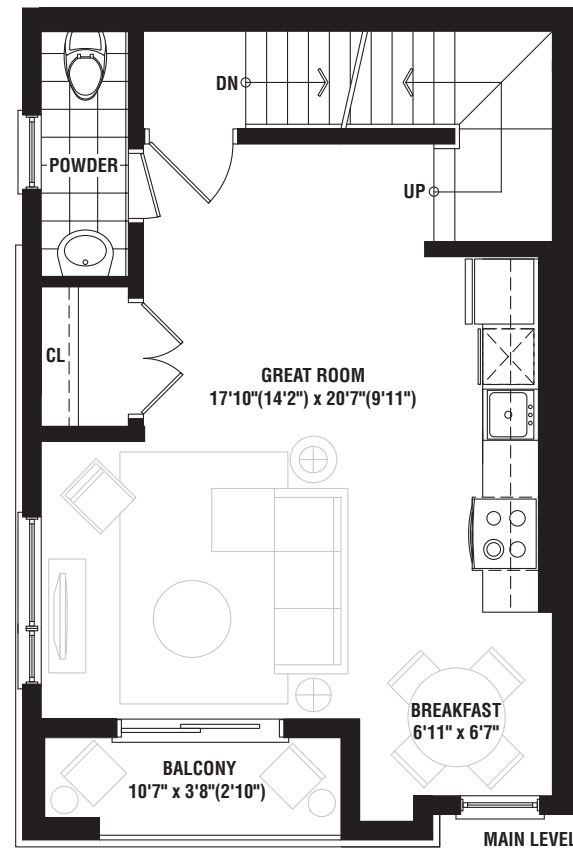 DN
POWDER
UP
CL
GREAT ROOM
17'10"(14'2") x 20'7"(9'11")
BREAKFAST
6'11" x 6'7"
BALCONY
10'7" x 3'8"(2'10")
MAIN LEVEL